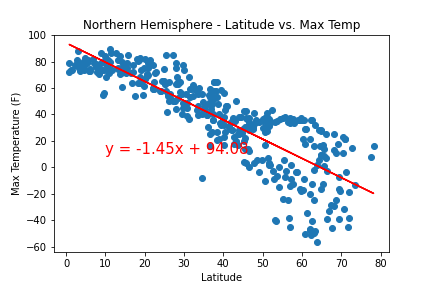 Northern Hemisphere - Latitude vs. Max Temp
100
80
60
40
20
0
−20
−40
−60
Max Temperature (F)
y = -1.45x + 94.08
0 10 20 30 40 50 60 70 80
Latitude